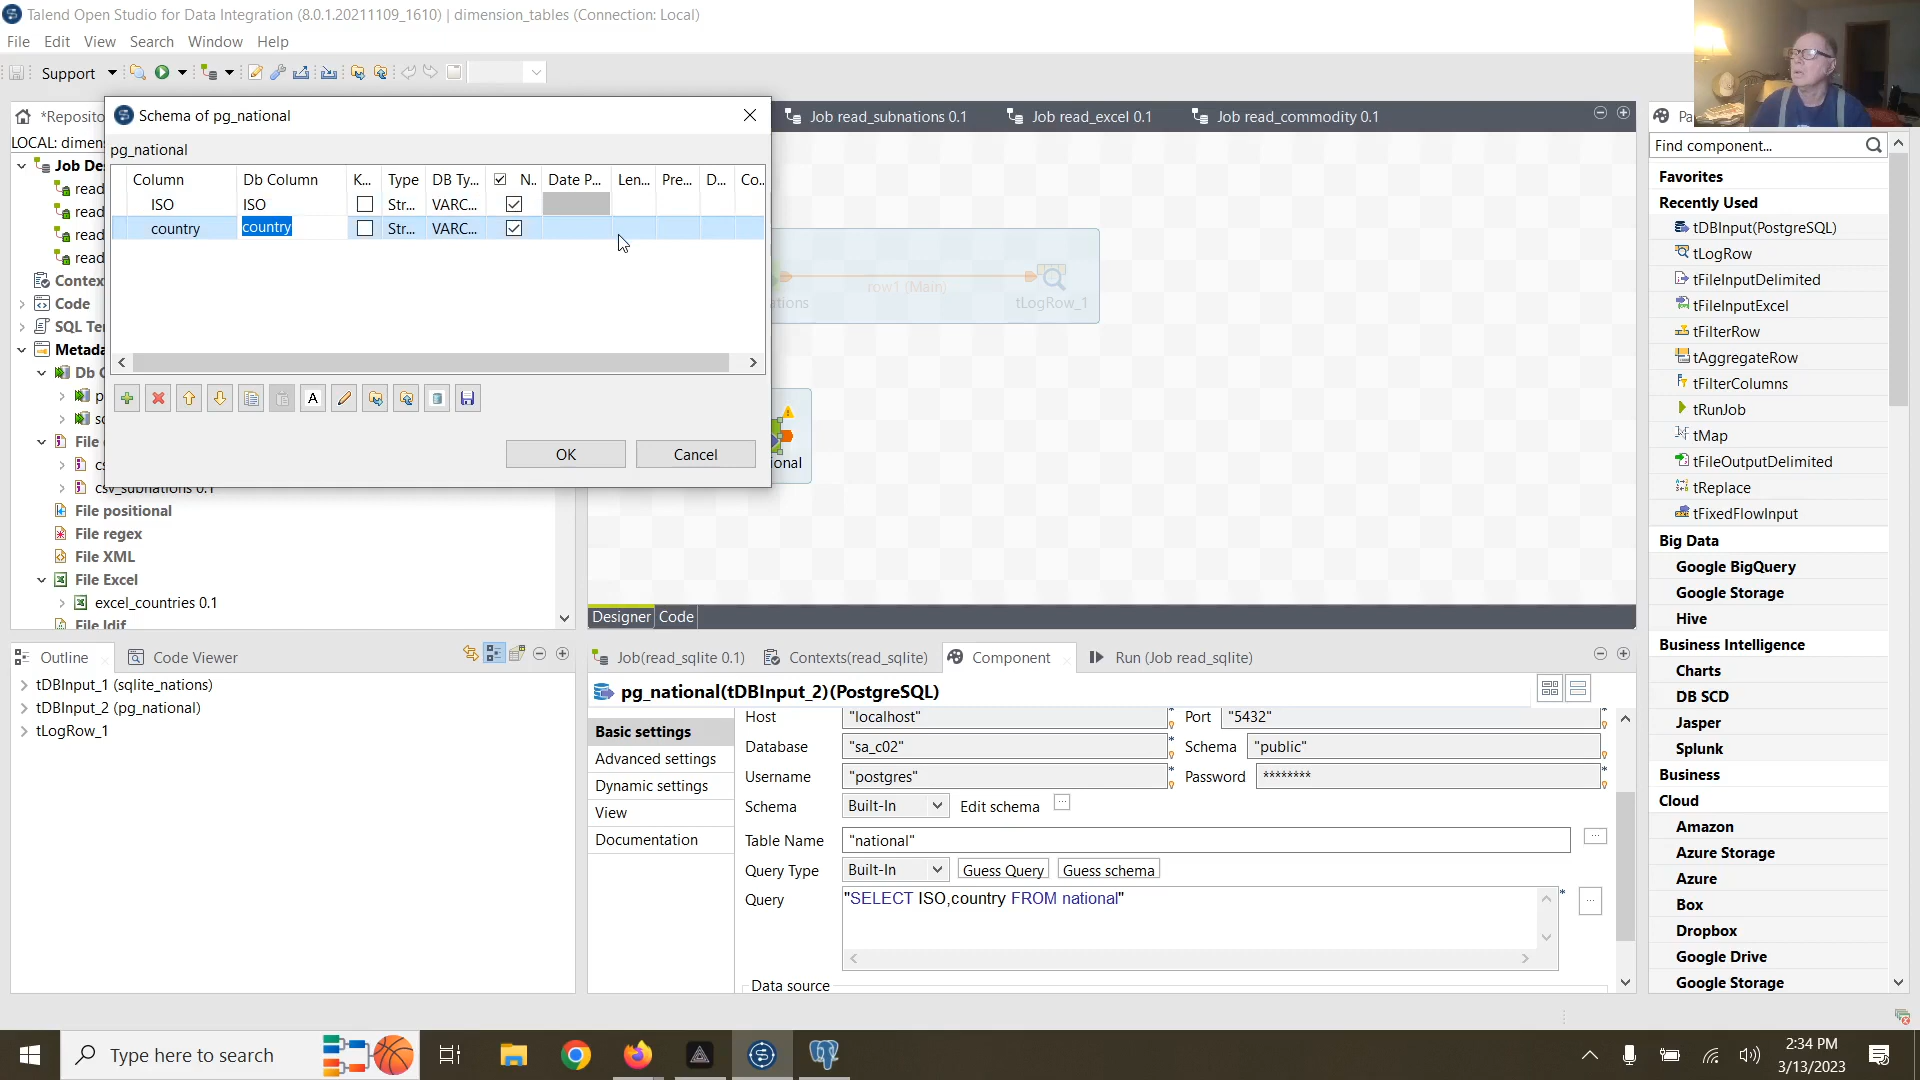 Talend Open Studio for Data Integration (8.0.1.20211109_1610) | dimension_tables (Connection: Local)
File Edit View Search Window Help
Support
*Reposito
LOCAL: dimen
Job De
read
read
read
read
Contex
Code
SQL Te
Metada
Db C
p
sc
File
cs
csv_subnations 0.1
File positional
File regex
File XML
File Excel
excel_countries 0.1
File ldif
Schema of pg_national
pg_national
Column Db Column K... Type DB Ty... N.. Date P... Len... Pre... D... Co..
ISO ISO Str... VARC...
country country Str... VARC...
OK Cancel
Job read_subnations 0.1 Job read_excel 0.1 Job read_commodity 0.1
row1 (Main)
ations tLogRow_1
ional
Designer Code
Outline Code Viewer
tDBInput_1 (sqlite_nations)
tDBInput_2 (pg_national)
tLogRow_1
Job(read_sqlite 0.1) Contexts(read_sqlite) Component Run (Job read_sqlite)
pg_national(tDBInput_2)(PostgreSQL)
Basic settings
Advanced settings
Dynamic settings
View
Documentation
Host "localhost" * Port "5432" *
Database "sa_c02" * Schema "public"
Username "postgres" * Password ******** *
Schema Built-In Edit schema ...
Table Name "national" ...
Query Type Built-In Guess Query Guess schema
Query "SELECT ISO,country FROM national" * ...
Data source
Pa
Find component...
Favorites
Recently Used
tDBInput(PostgreSQL)
tLogRow
tFileInputDelimited
tFileInputExcel
tFilterRow
tAggregateRow
tFilterColumns
tRunJob
tMap
tFileOutputDelimited
tReplace
tFixedFlowInput
Big Data
Google BigQuery
Google Storage
Hive
Business Intelligence
Charts
DB SCD
Jasper
Splunk
Business
Cloud
Amazon
Azure Storage
Azure
Box
Dropbox
Google Drive
Google Storage
Type here to search
2:34 PM
3/13/2023